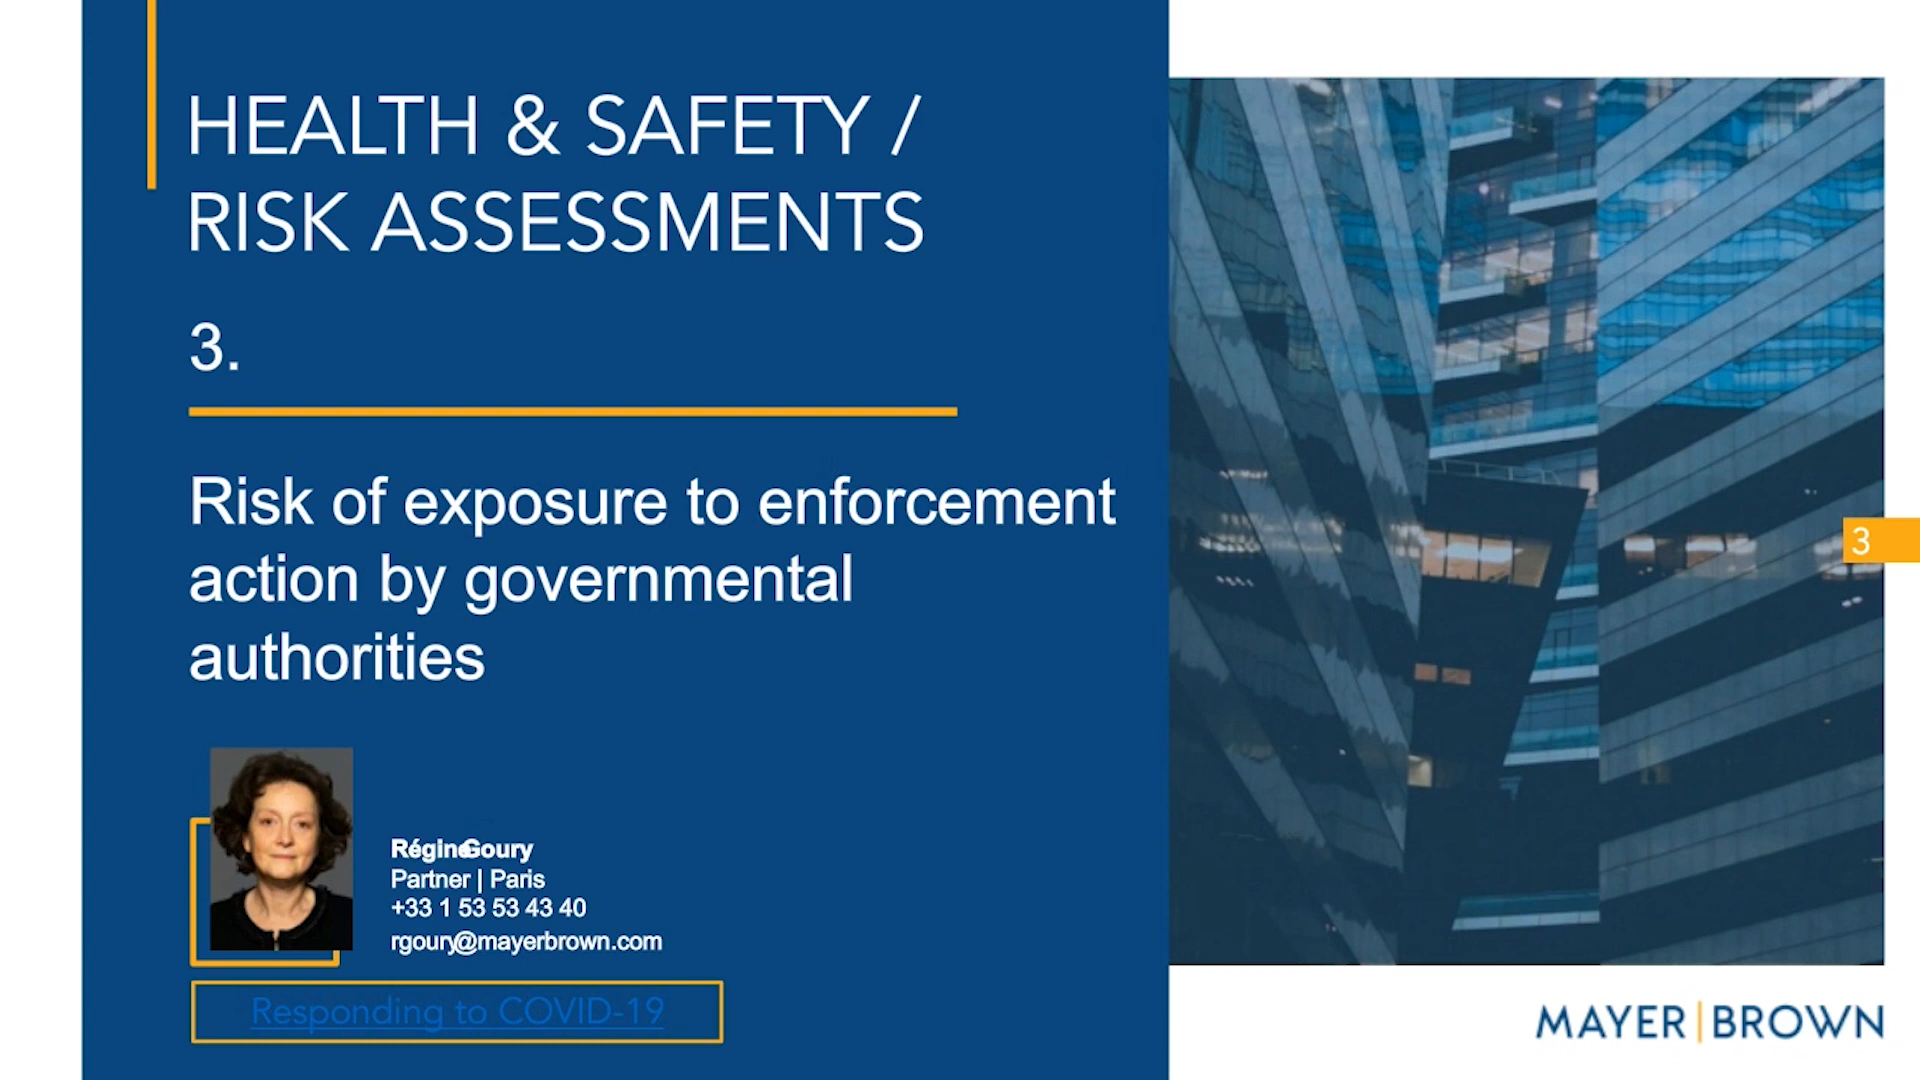 HEALTH & SAFETY /
RISK ASSESSMENTS
3.
Risk of exposure to enforcement
action by governmental
authorities
Régine Goury
Partner | Paris
+33 1 53 53 43 40
rgoury@mayerbrown.com
Responding to COVID-19
3
MAYER | BROWN